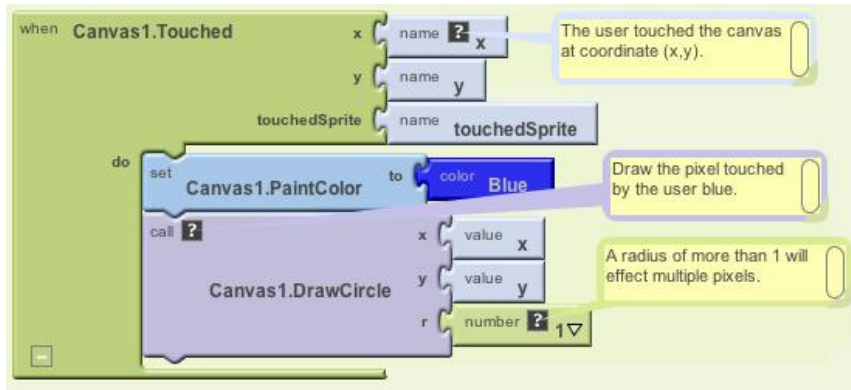 when Canvas1.Touched x name ? x
The user touched the canvas
at coordinate (x,y).
y name y
touchedSprite name touchedSprite
do
set Canvas1.PaintColor to color Blue
Draw the pixel touched
by the user blue.
call ? Canvas1.DrawCircle
x value x
y value y
r number ? 1
A radius of more than 1 will
effect multiple pixels.